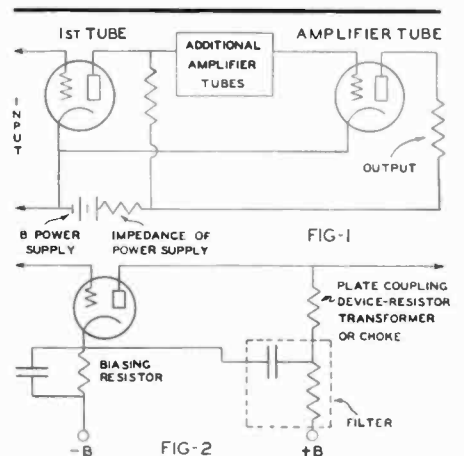 1ST TUBE
ADDITIONAL
AMPLIFIER
TUBES
AMPLIFIER TUBE
INPUT
OUTPUT
B POWER
SUPPLY
IMPEDANCE OF
POWER SUPPLY
FIG-1
PLATE COUPLING
DEVICE-RESISTOR
TRANSFORMER
OR CHOKE
BIASING
RESISTOR
FILTER
-B
FIG-2
+B